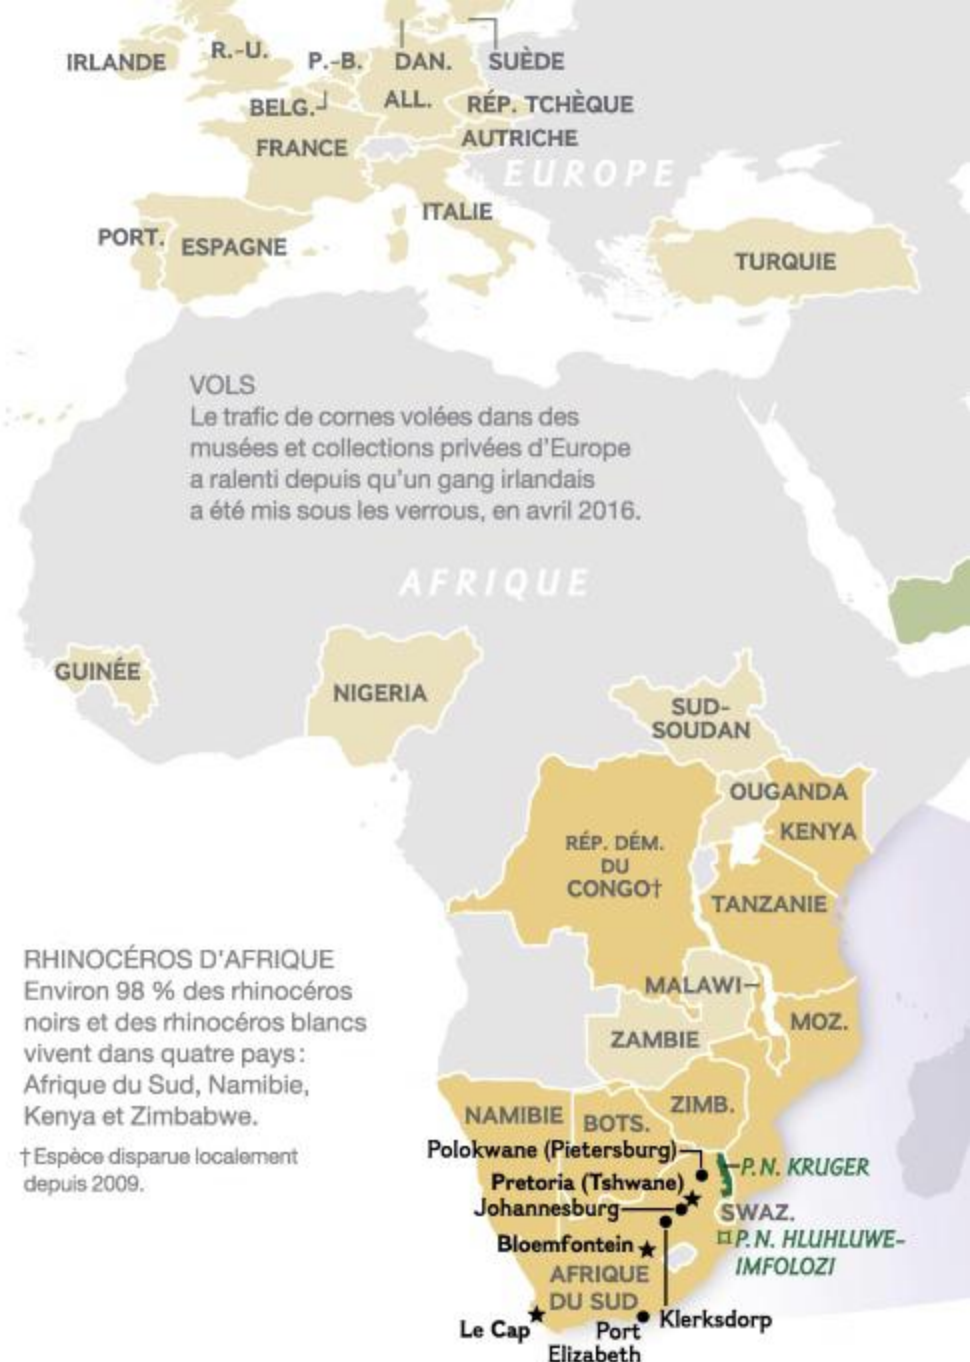 IRLANDE
R.-U.
P.-B.
DAN.
SUÈDE
BELG.
ALL.
RÉP. TCHÈQUE
FRANCE
AUTRICHE
EUROPE
ITALIE
PORT.
ESPAGNE
TURQUIE
VOLS
Le trafic de cornes volées dans des
musées et collections privées d'Europe
a ralenti depuis qu'un gang irlandais
a été mis sous les verrous, en avril 2016.
AFRIQUE
GUINÉE
NIGERIA
SUD-
SOUDAN
OUGANDA
KENYA
RÉP. DÉM.
DU
CONGO†
TANZANIE
RHINOCÉROS D'AFRIQUE
Environ 98 % des rhinocéros
noirs et des rhinocéros blancs
vivent dans quatre pays :
Afrique du Sud, Namibie,
Kenya et Zimbabwe.
† Espèce disparue localement
depuis 2009.
MALAWI
MOZ.
ZAMBIE
NAMIBIE
BOTS.
ZIMB.
Polokwane (Pietersburg)
P.N. KRUGER
Pretoria (Tshwane)
Johannesburg
SWAZ.
Bloemfontein
P.N. HLUHLUWE-
IMFOLOZI
AFRIQUE
DU SUD
Le Cap
Port
Elizabeth
Klerksdorp